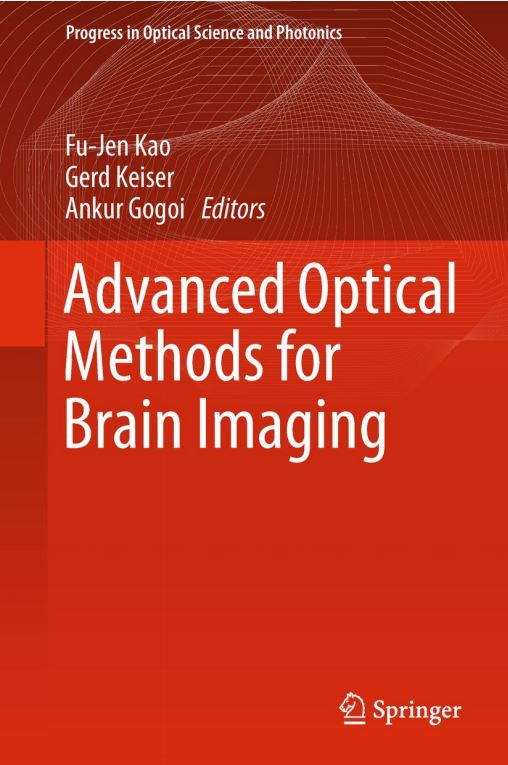 Progress in Optical Science and Photonics
Fu-Jen Kao
Gerd Keiser
Ankur Gogoi Editors
Advanced Optical
Methods for
Brain Imaging
Springer